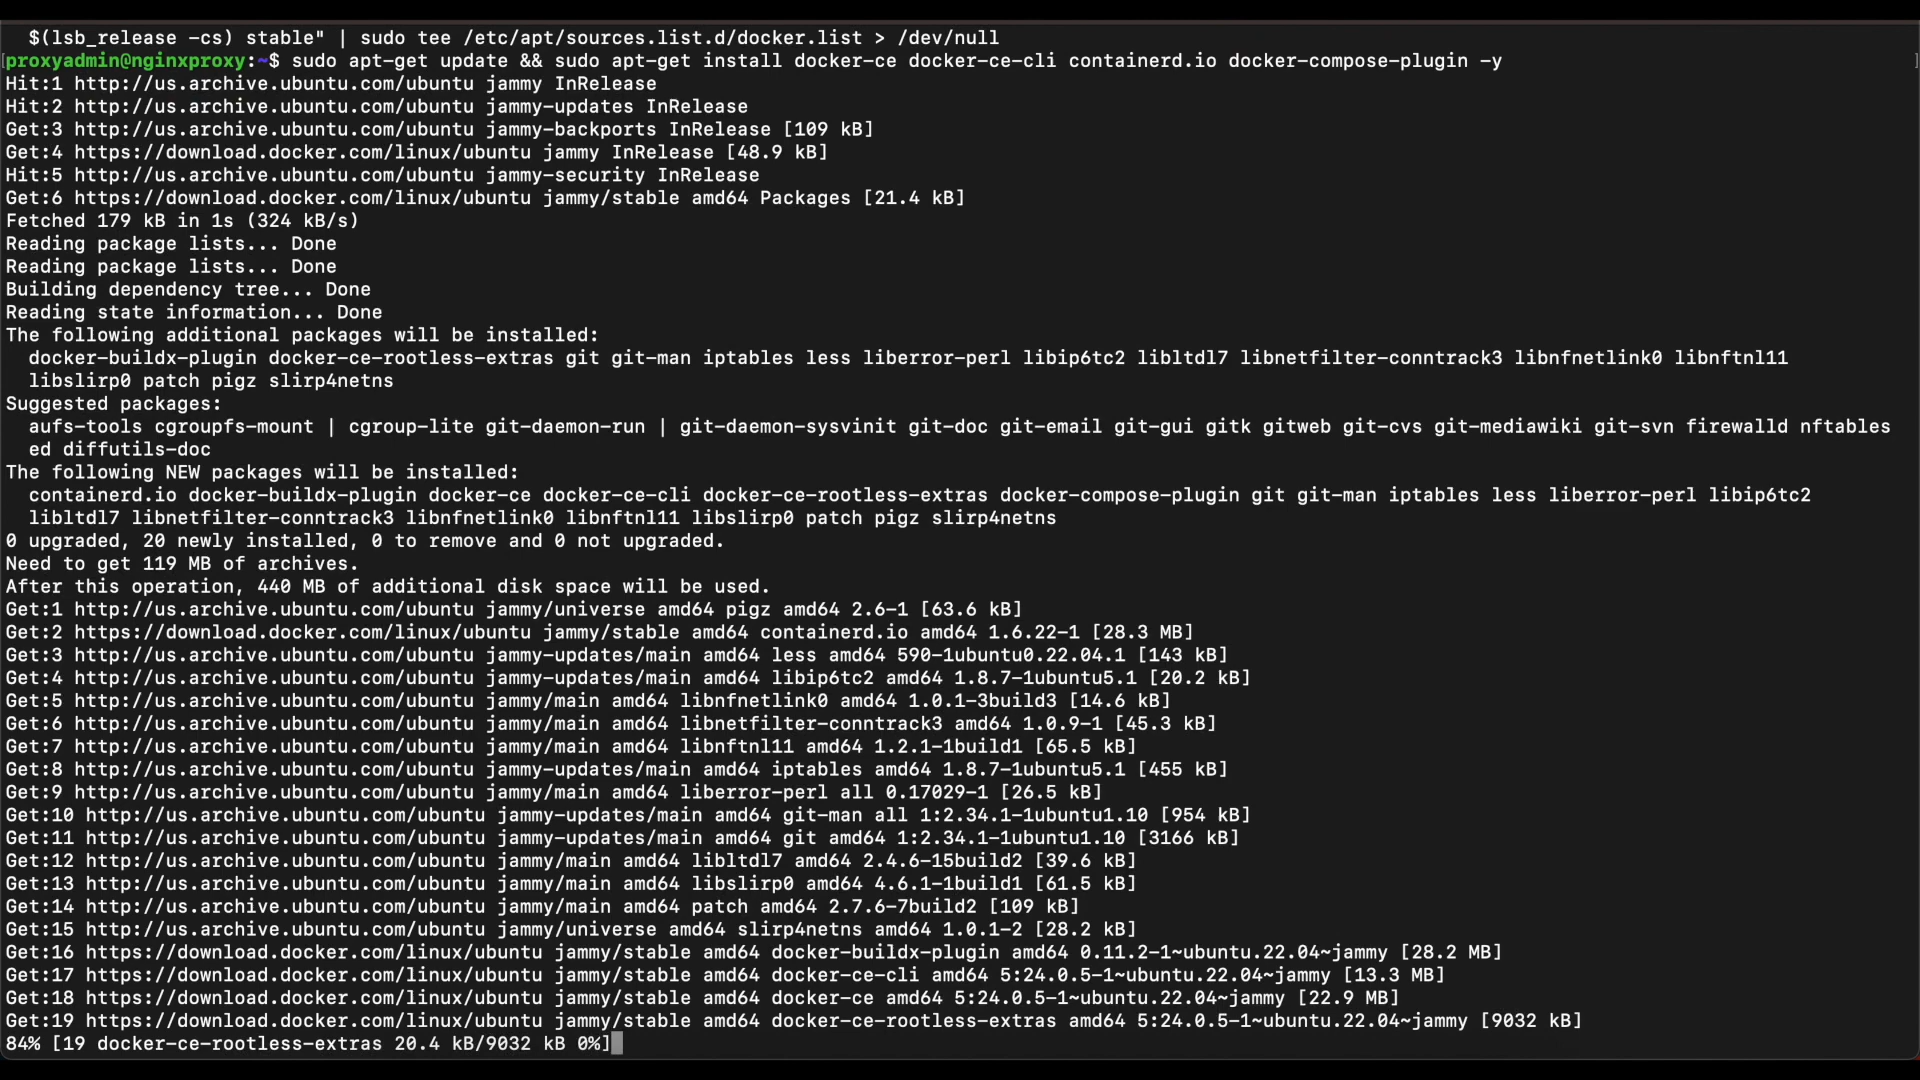 $(lsb_release -cs) stable" | sudo tee /etc/apt/sources.list.d/docker.list > /dev/null
[proxyadmin@nginxproxy:~$ sudo apt-get update && sudo apt-get install docker-ce docker-ce-cli containerd.io docker-compose-plugin -y ]
Hit:1 http://us.archive.ubuntu.com/ubuntu jammy InRelease
Hit:2 http://us.archive.ubuntu.com/ubuntu jammy-updates InRelease
Get:3 http://us.archive.ubuntu.com/ubuntu jammy-backports InRelease [109 kB]
Get:4 https://download.docker.com/linux/ubuntu jammy InRelease [48.9 kB]
Hit:5 http://us.archive.ubuntu.com/ubuntu jammy-security InRelease
Get:6 https://download.docker.com/linux/ubuntu jammy/stable amd64 Packages [21.4 kB]
Fetched 179 kB in 1s (324 kB/s)
Reading package lists... Done
Reading package lists... Done
Building dependency tree... Done
Reading state information... Done
The following additional packages will be installed:
docker-buildx-plugin docker-ce-rootless-extras git git-man iptables less liberror-perl libip6tc2 libltdl7 libnetfilter-conntrack3 libnfnetlink0 libnftnl11
libslirp0 patch pigz slirp4netns
Suggested packages:
aufs-tools cgroupfs-mount | cgroup-lite git-daemon-run | git-daemon-sysvinit git-doc git-email git-gui gitk gitweb git-cvs git-mediawiki git-svn firewalld nftables
ed diffutils-doc
The following NEW packages will be installed:
containerd.io docker-buildx-plugin docker-ce docker-ce-cli docker-ce-rootless-extras docker-compose-plugin git git-man iptables less liberror-perl libip6tc2
libltdl7 libnetfilter-conntrack3 libnfnetlink0 libnftnl11 libslirp0 patch pigz slirp4netns
0 upgraded, 20 newly installed, 0 to remove and 0 not upgraded.
Need to get 119 MB of archives.
After this operation, 440 MB of additional disk space will be used.
Get:1 http://us.archive.ubuntu.com/ubuntu jammy/universe amd64 pigz amd64 2.6-1 [63.6 kB]
Get:2 https://download.docker.com/linux/ubuntu jammy/stable amd64 containerd.io amd64 1.6.22-1 [28.3 MB]
Get:3 http://us.archive.ubuntu.com/ubuntu jammy-updates/main amd64 less amd64 590-1ubuntu0.22.04.1 [143 kB]
Get:4 http://us.archive.ubuntu.com/ubuntu jammy-updates/main amd64 libip6tc2 amd64 1.8.7-1ubuntu5.1 [20.2 kB]
Get:5 http://us.archive.ubuntu.com/ubuntu jammy/main amd64 libnfnetlink0 amd64 1.0.1-3build3 [14.6 kB]
Get:6 http://us.archive.ubuntu.com/ubuntu jammy/main amd64 libnetfilter-conntrack3 amd64 1.0.9-1 [45.3 kB]
Get:7 http://us.archive.ubuntu.com/ubuntu jammy/main amd64 libnftnl11 amd64 1.2.1-1build1 [65.5 kB]
Get:8 http://us.archive.ubuntu.com/ubuntu jammy-updates/main amd64 iptables amd64 1.8.7-1ubuntu5.1 [455 kB]
Get:9 http://us.archive.ubuntu.com/ubuntu jammy/main amd64 liberror-perl all 0.17029-1 [26.5 kB]
Get:10 http://us.archive.ubuntu.com/ubuntu jammy-updates/main amd64 git-man all 1:2.34.1-1ubuntu1.10 [954 kB]
Get:11 http://us.archive.ubuntu.com/ubuntu jammy-updates/main amd64 git amd64 1:2.34.1-1ubuntu1.10 [3166 kB]
Get:12 http://us.archive.ubuntu.com/ubuntu jammy/main amd64 libltdl7 amd64 2.4.6-15build2 [39.6 kB]
Get:13 http://us.archive.ubuntu.com/ubuntu jammy/main amd64 libslirp0 amd64 4.6.1-1build1 [61.5 kB]
Get:14 http://us.archive.ubuntu.com/ubuntu jammy/main amd64 patch amd64 2.7.6-7build2 [109 kB]
Get:15 http://us.archive.ubuntu.com/ubuntu jammy/universe amd64 slirp4netns amd64 1.0.1-2 [28.2 kB]
Get:16 https://download.docker.com/linux/ubuntu jammy/stable amd64 docker-buildx-plugin amd64 0.11.2-1~ubuntu.22.04~jammy [28.2 MB]
Get:17 https://download.docker.com/linux/ubuntu jammy/stable amd64 docker-ce-cli amd64 5:24.0.5-1~ubuntu.22.04~jammy [13.3 MB]
Get:18 https://download.docker.com/linux/ubuntu jammy/stable amd64 docker-ce amd64 5:24.0.5-1~ubuntu.22.04~jammy [22.9 MB]
Get:19 https://download.docker.com/linux/ubuntu jammy/stable amd64 docker-ce-rootless-extras amd64 5:24.0.5-1~ubuntu.22.04~jammy [9032 kB]
84% [19 docker-ce-rootless-extras 20.4 kB/9032 kB 0%]